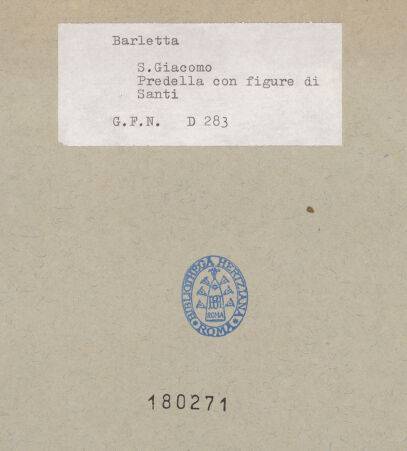 Barletta
S.Giacomo
Predella con figure di
Santi
G.F.N. D 283
BIBLIOTHECA HERTZIANA
ROMA
ROMA
180271